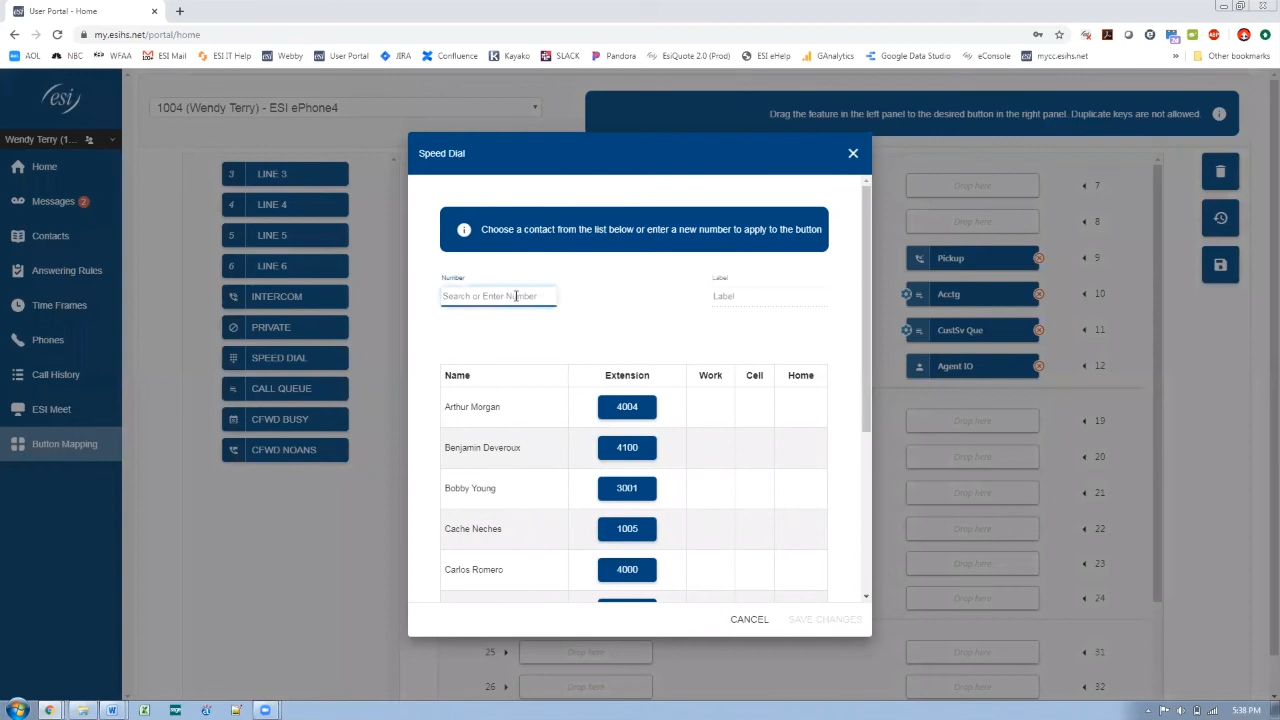 User Portal - Home
my.esihs.net/portal/home
AOL
NBC
WFAA
ESI Mail
ESI IT Help
Webby
User Portal
JIRA
Confluence
Kayako
SLACK
Pandora
EsiQuote 2.0 (Prod)
ESI eHelp
GAnalytics
Google Data Studio
eConsole
mycc.esihs.net
»
Other bookmarks
esi
Wendy Terry (1...
Home
Messages 2
Contacts
Answering Rules
Time Frames
Phones
Call History
ESI Meet
Button Mapping
1004 (Wendy Terry) - ESI ePhone4
Drag the feature in the left panel to the desired button in the right panel. Duplicate keys are not allowed.
3 LINE 3
4 LINE 4
5 LINE 5
6 LINE 6
INTERCOM
PRIVATE
SPEED DIAL
CALL QUEUE
CFWD BUSY
CFWD NOANS
Speed Dial
Choose a contact from the list below or enter a new number to apply to the button
Number
Label
Search or Enter Number
Label
Name Extension Work Cell Home
Arthur Morgan 4004
Benjamin Deveroux 4100
Bobby Young 3001
Cache Neches 1005
Carlos Romero 4000
CANCEL
SAVE CHANGES
Drop here 7
Drop here 8
Pickup 9
Acctg 10
CustSv Que 11
Agent IO 12
Drop here 19
Drop here 20
Drop here 21
Drop here 22
Drop here 23
Drop here 24
25 Drop here
Drop here 31
26 Drop here
Drop here 32
5:38 PM